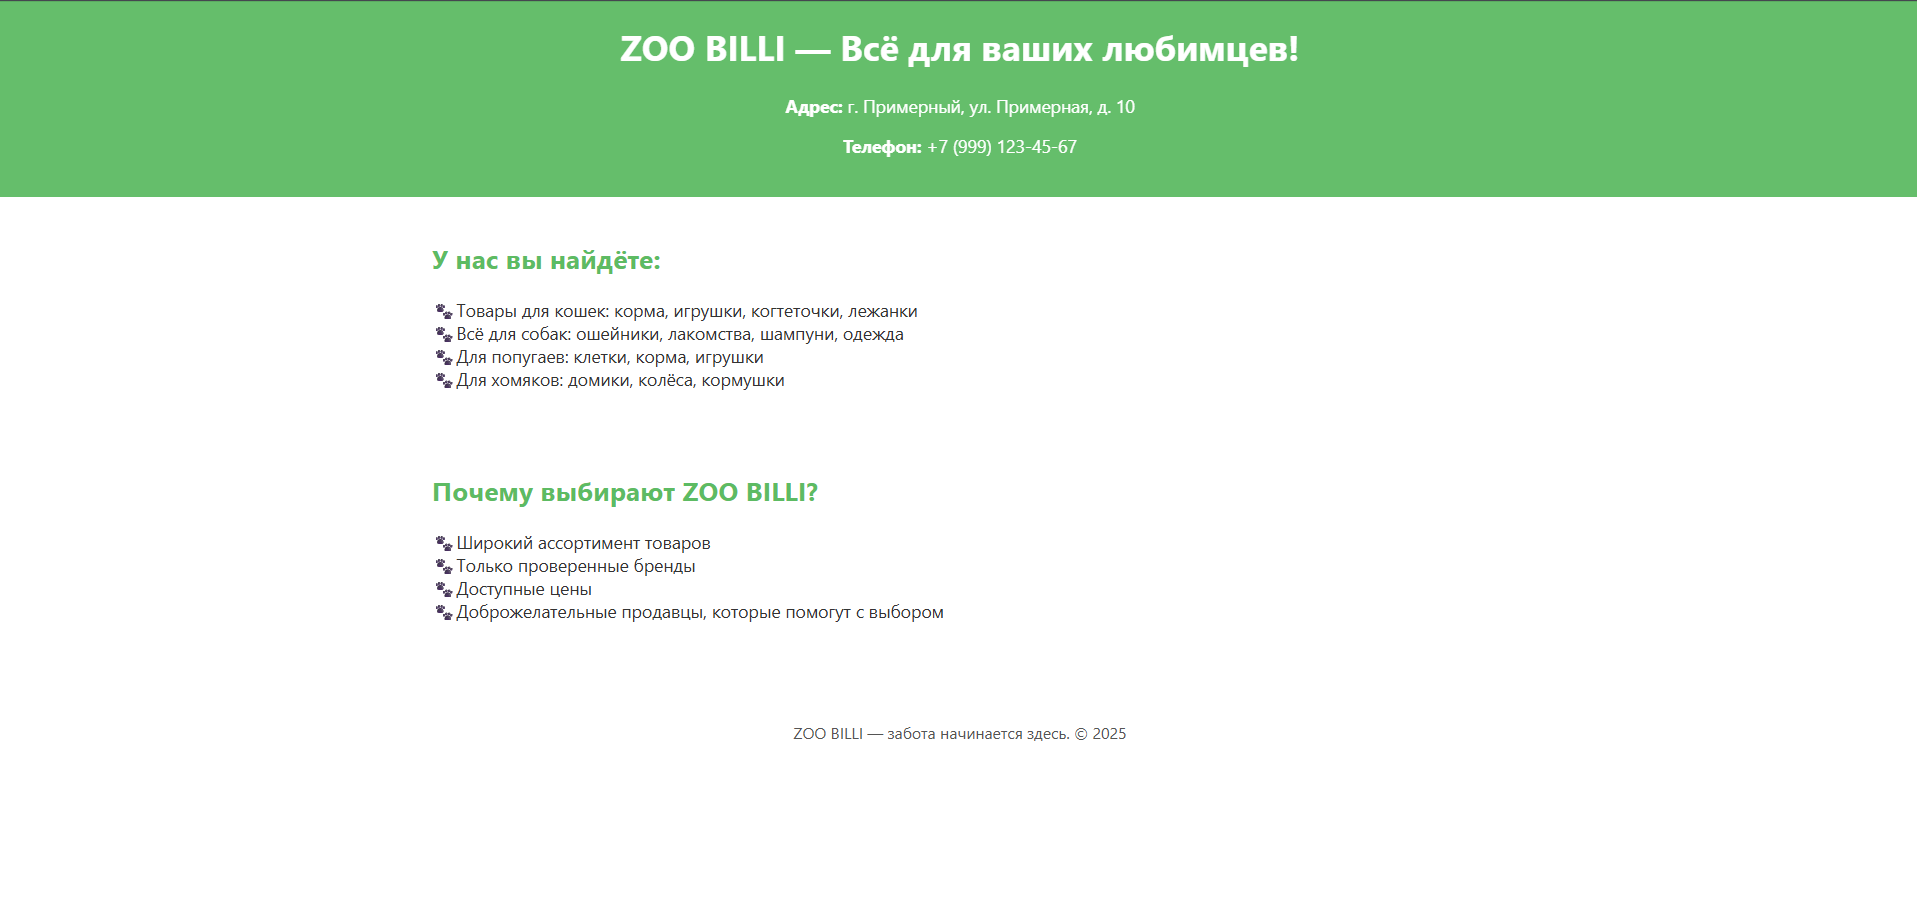 ZOO BILLI — Всё для ваших любимцев!
Адрес: г. Примерный, ул. Примерная, д. 10
Телефон: +7 (999) 123-45-67
У нас вы найдёте:
🐾 Товары для кошек: корма, игрушки, когтеточки, лежанки
🐾 Всё для собак: ошейники, лакомства, шампуни, одежда
🐾 Для попугаев: клетки, корма, игрушки
🐾 Для хомяков: домики, колёса, кормушки
Почему выбирают ZOO BILLI?
🐾 Широкий ассортимент товаров
🐾 Только проверенные бренды
🐾 Доступные цены
🐾 Доброжелательные продавцы, которые помогут с выбором
ZOO BILLI — забота начинается здесь. © 2025